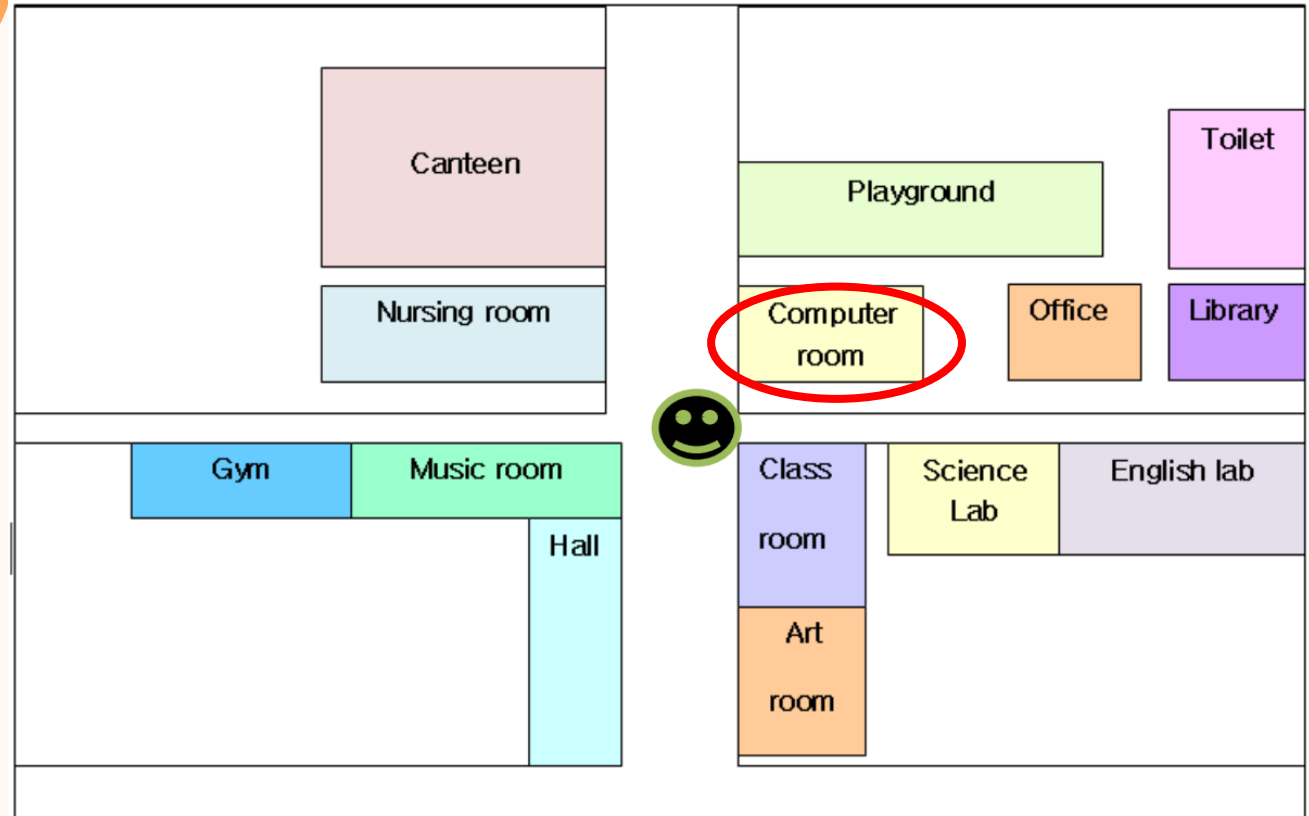 Canteen
Playground
Toilet
Nursing room
Computer
room
Office
Library
Gym
Music room
Hall
Class
room
Science
Lab
English lab
Art
room